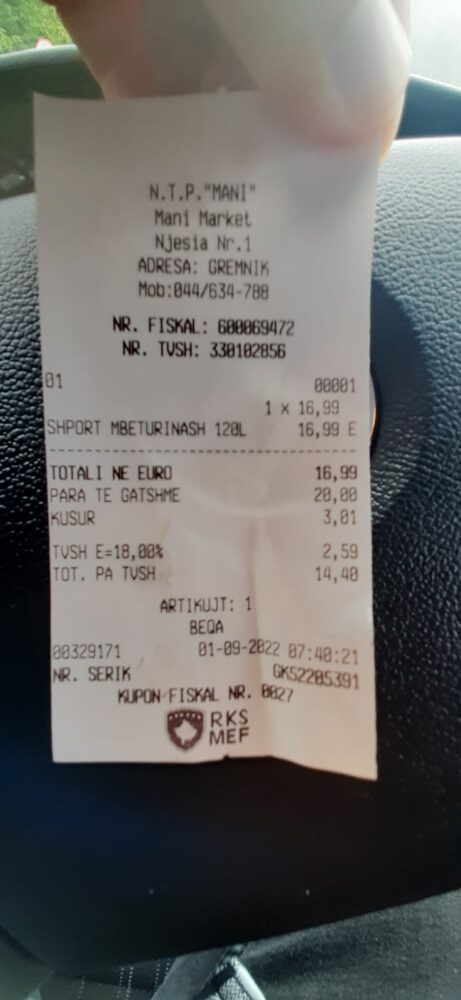 N.T.P."MANI"
Mani Market
Njesia Nr.1
ADRESA: GREMNIK
Mob:044/634-788
NR. FISKAL: 600069472
NR. TVSH: 330102856
01 00001
1 x 16,99
SHPORT MBETURINASH 120L 16,99 E
TOTALI NE EURO 16,99
PARA TE GATSHME 20,00
KUSUR 3,01
TVSH E=18,00% 2,59
TOT. PA TVSH 14,40
ARTIKUJT: 1
BEQA
00329171 01-09-2022 07:40:21
NR. SERIK GK52205391
KUPON FISKAL NR. 0027
RKS
MEF